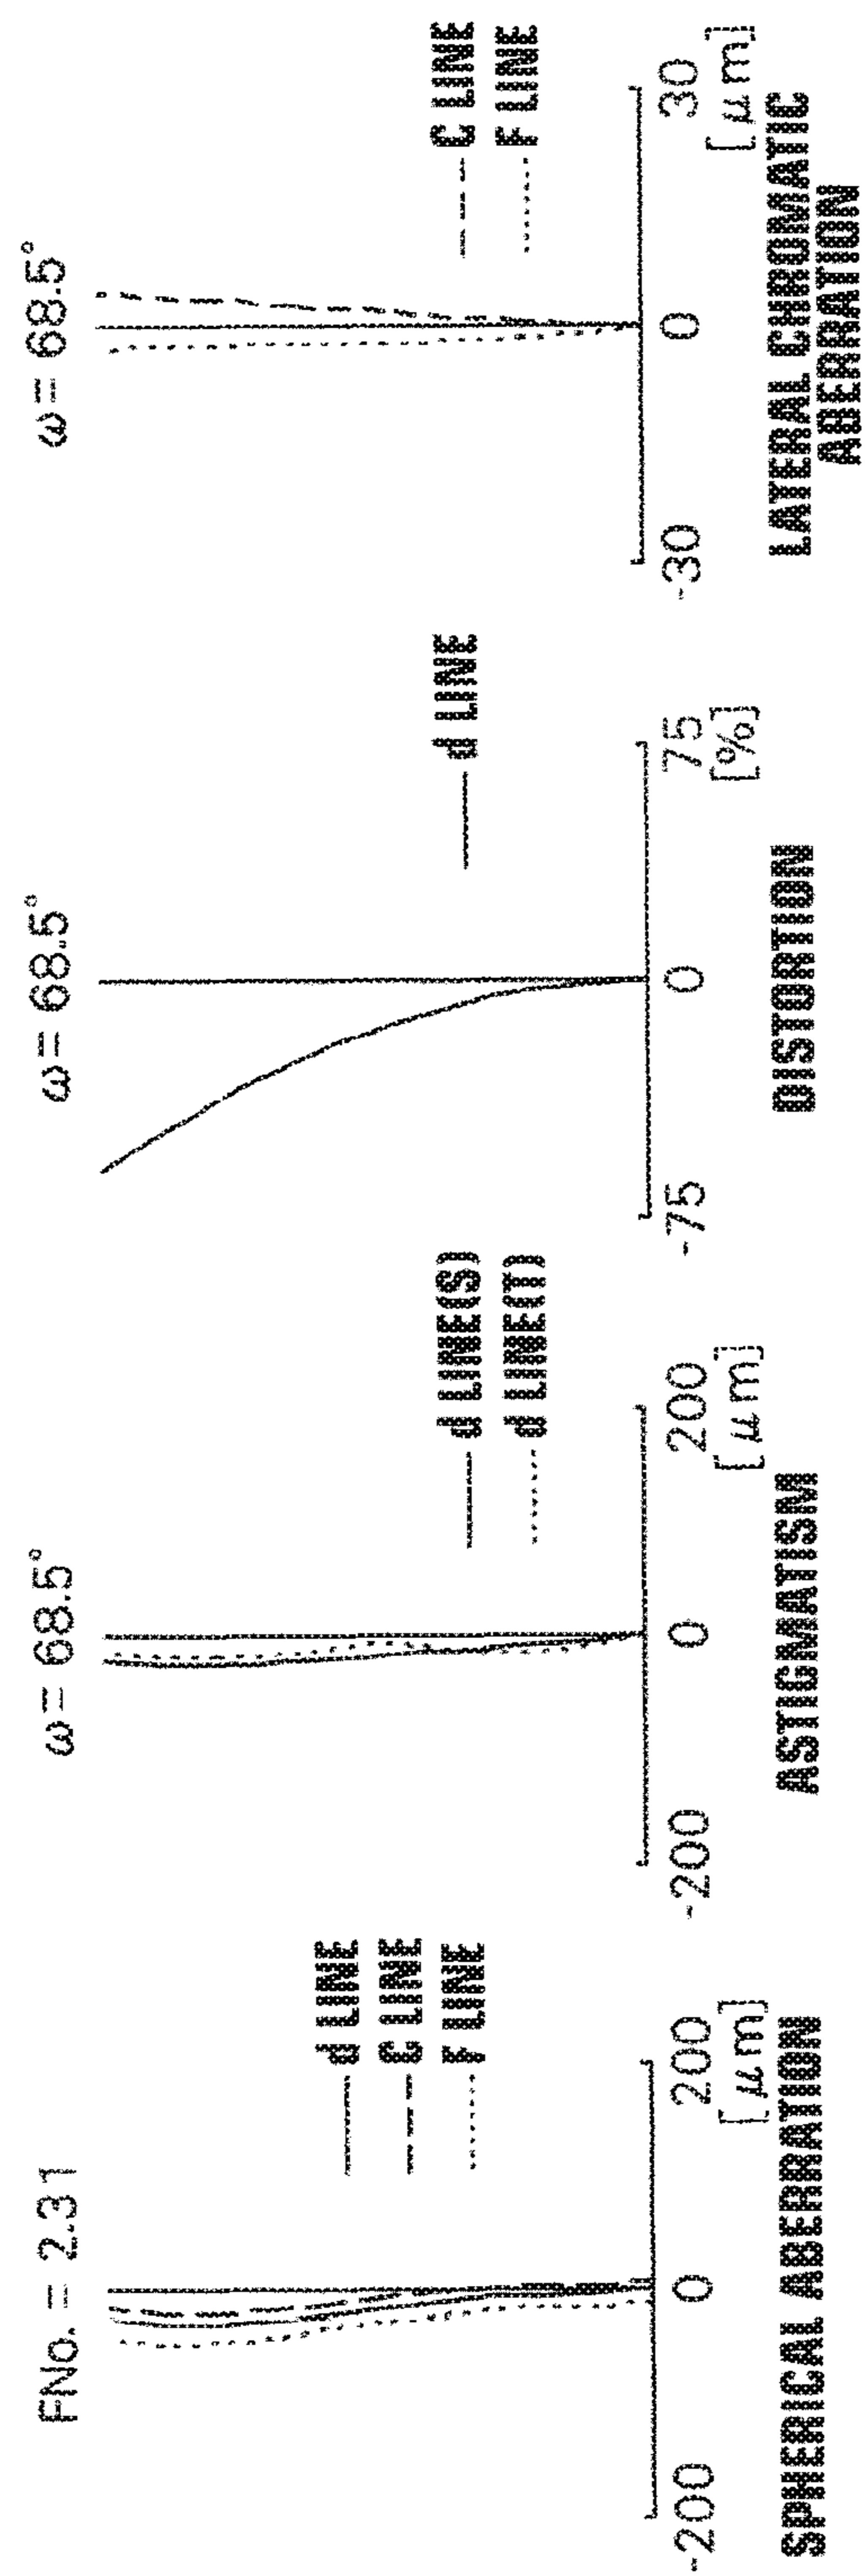 FNo. = 2.31
d LINE
C LINE
F LINE
-200
0
200
[μm]
SPHERICAL ABERRATION
ω = 68.5°
d LINE(S)
d LINE(T)
-200
0
200
[μm]
ASTIGMATISM
ω = 68.5°
d LINE
-75
0
75
[%]
DISTORTION
ω = 68.5°
C LINE
F LINE
-30
0
30
[μm]
LATERAL CHROMATIC
ABERRATION